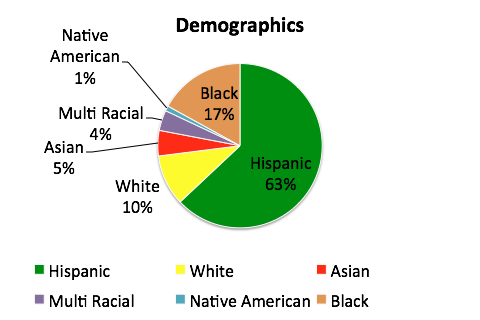 Demographics
Native
American
1%
Black
17%
Multi Racial
4%
Asian
5%
Hispanic
63%
White
10%
Hispanic
White
Asian
Multi Racial
Native American
Black